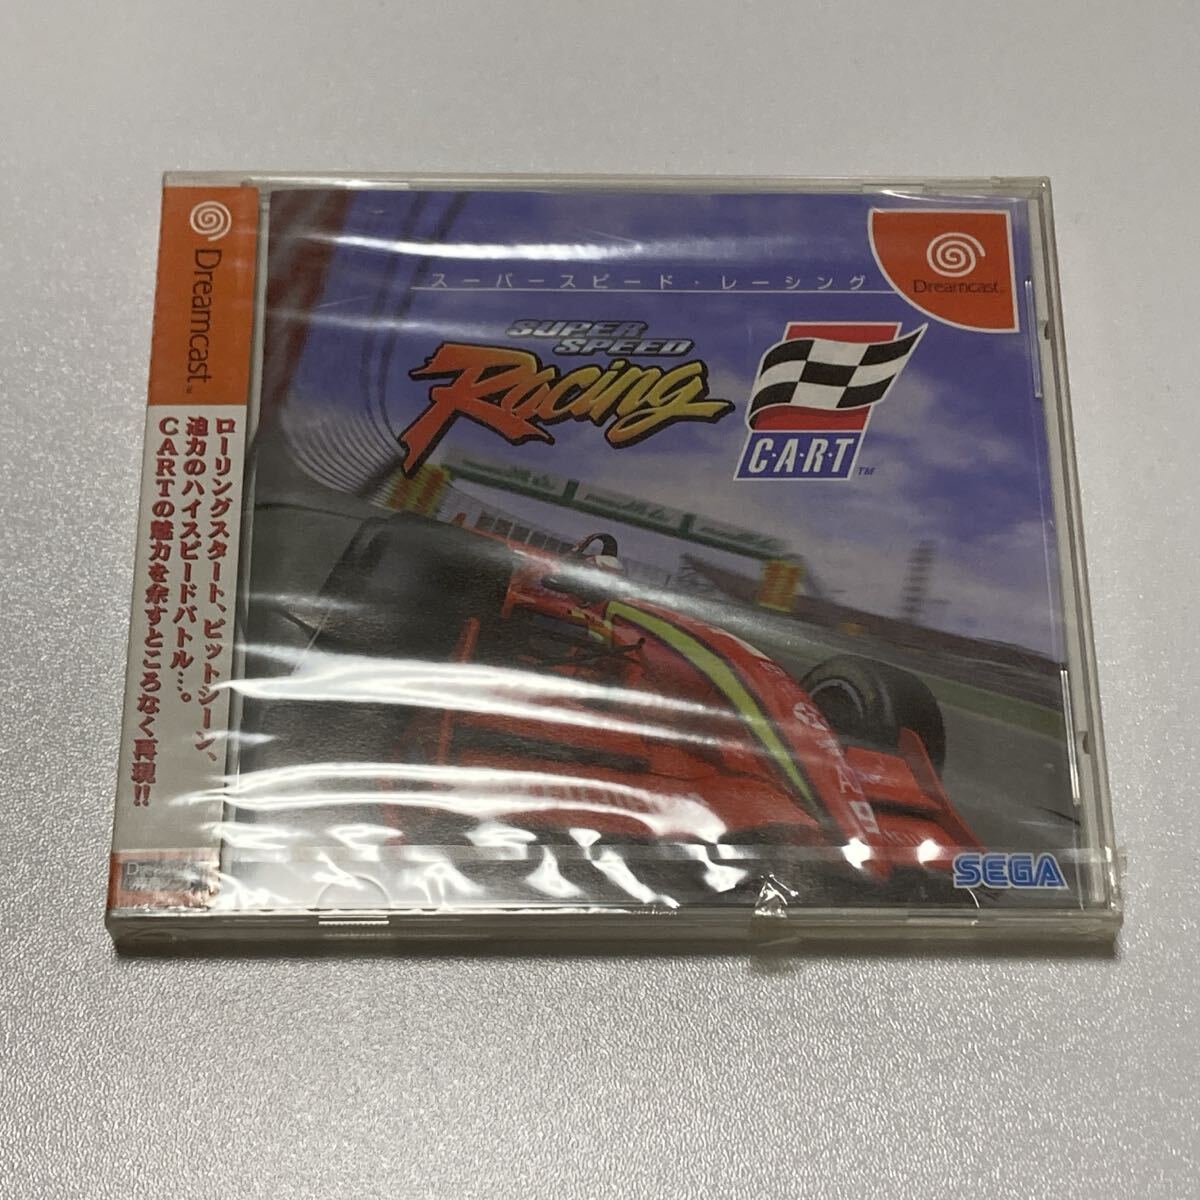 Dreamcast™
ローリングスタート、ピットシーン、
迫力のハイスピードバトル…。
CARTの魅力を余すところなく再現!!
スーパースピード・レーシング
SUPER
SPEED
Racing
C·A·R·T™
Dreamcast™
SEGA